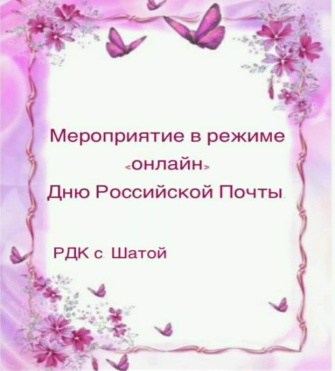 Мероприятие в режиме
«онлайн»
Дню Российской Почты.
РДК с. Шатой